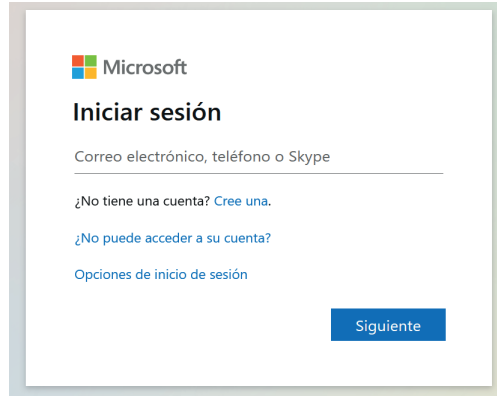 Microsoft
Iniciar sesión
Correo electrónico, teléfono o Skype
¿No tiene una cuenta? Cree una.
¿No puede acceder a su cuenta?
Opciones de inicio de sesión
Siguiente